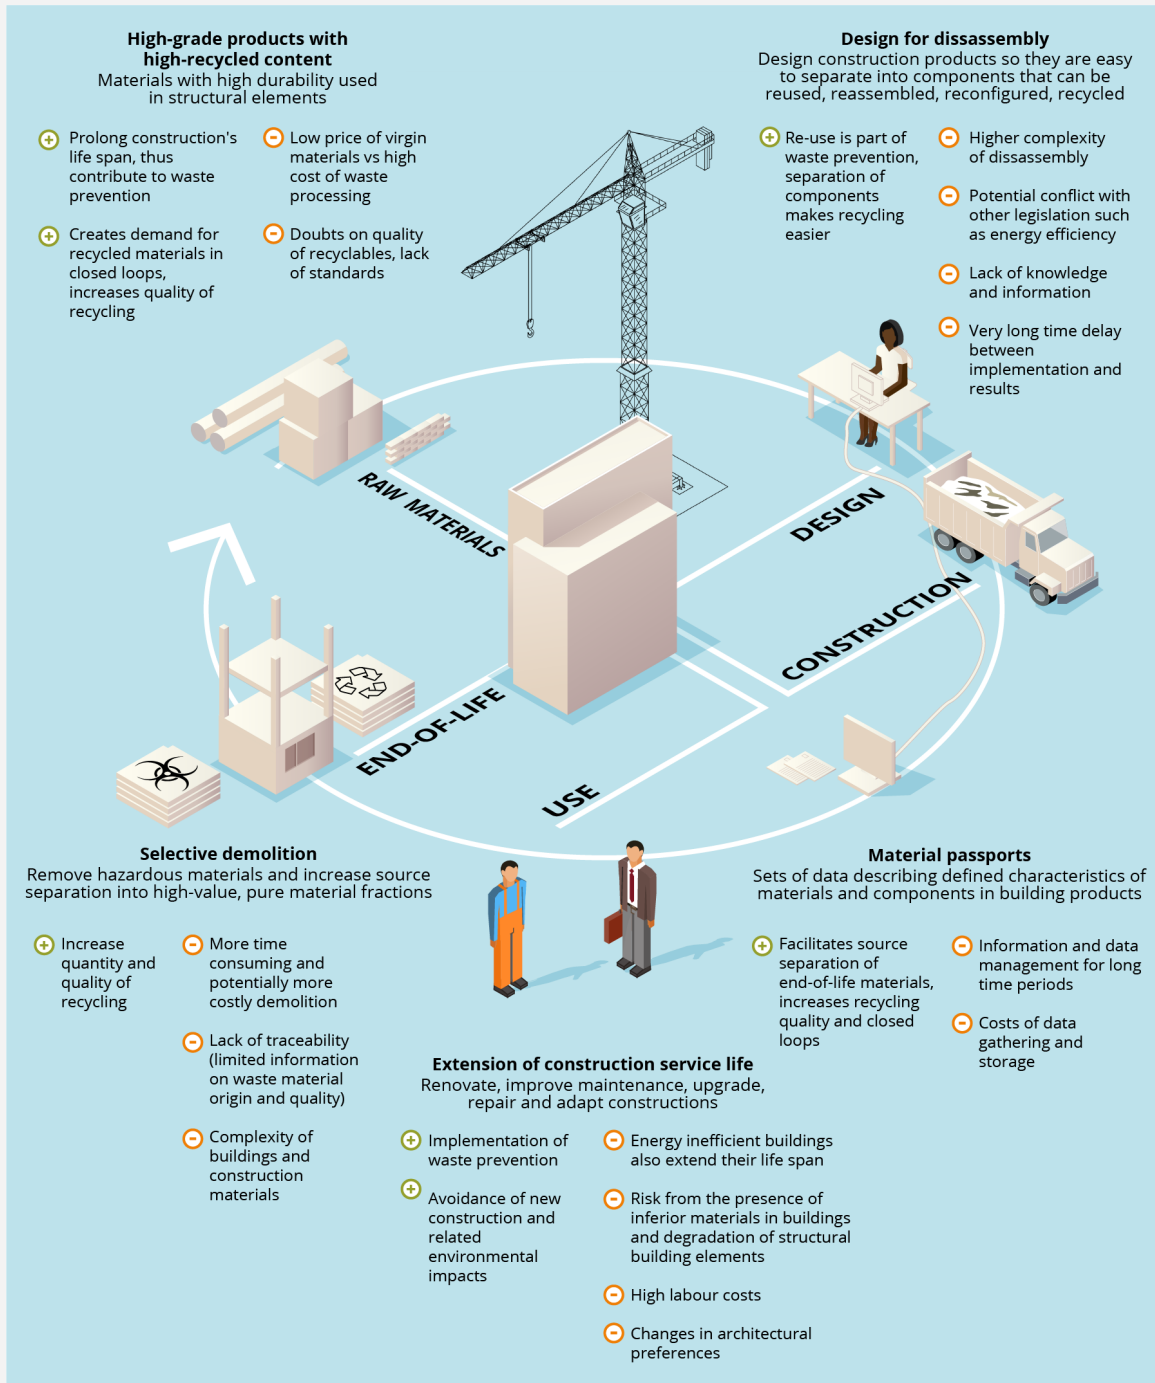 High-grade products with
high-recycled content
Materials with high durability used
in structural elements
Prolong construction's
life span, thus
contribute to waste
prevention
Creates demand for
recycled materials in
closed loops,
increases quality of
recycling
Low price of virgin
materials vs high
cost of waste
processing
Doubts on quality
of recyclables, lack
of standards
Design for dissassembly
Design construction products so they are easy
to separate into components that can be
reused, reassembled, reconfigured, recycled
Re-use is part of
waste prevention,
separation of
components
makes recycling
easier
Higher complexity
of dissassembly
Potential conflict with
other legislation such
as energy efficiency
Lack of knowledge
and information
Very long time delay
between
implementation and
results
RAW MATERIALS
DESIGN
CONSTRUCTION
END-OF-LIFE
USE
Selective demolition
Remove hazardous materials and increase source
separation into high-value, pure material fractions
Increase
quantity and
quality of
recycling
More time
consuming and
potentially more
costly demolition
Lack of traceability
(limited information
on waste material
origin and quality)
Complexity of
buildings and
construction
materials
Material passports
Sets of data describing defined characteristics of
materials and components in building products
Facilitates source
separation of
end-of-life materials,
increases recycling
quality and closed
loops
Information and data
management for long
time periods
Costs of data
gathering and
storage
Extension of construction service life
Renovate, improve maintenance, upgrade,
repair and adapt constructions
Implementation of
waste prevention
Avoidance of new
construction and
related
environmental
impacts
Energy inefficient buildings
also extend their life span
Risk from the presence of
inferior materials in buildings
and degradation of structural
building elements
High labour costs
Changes in architectural
preferences